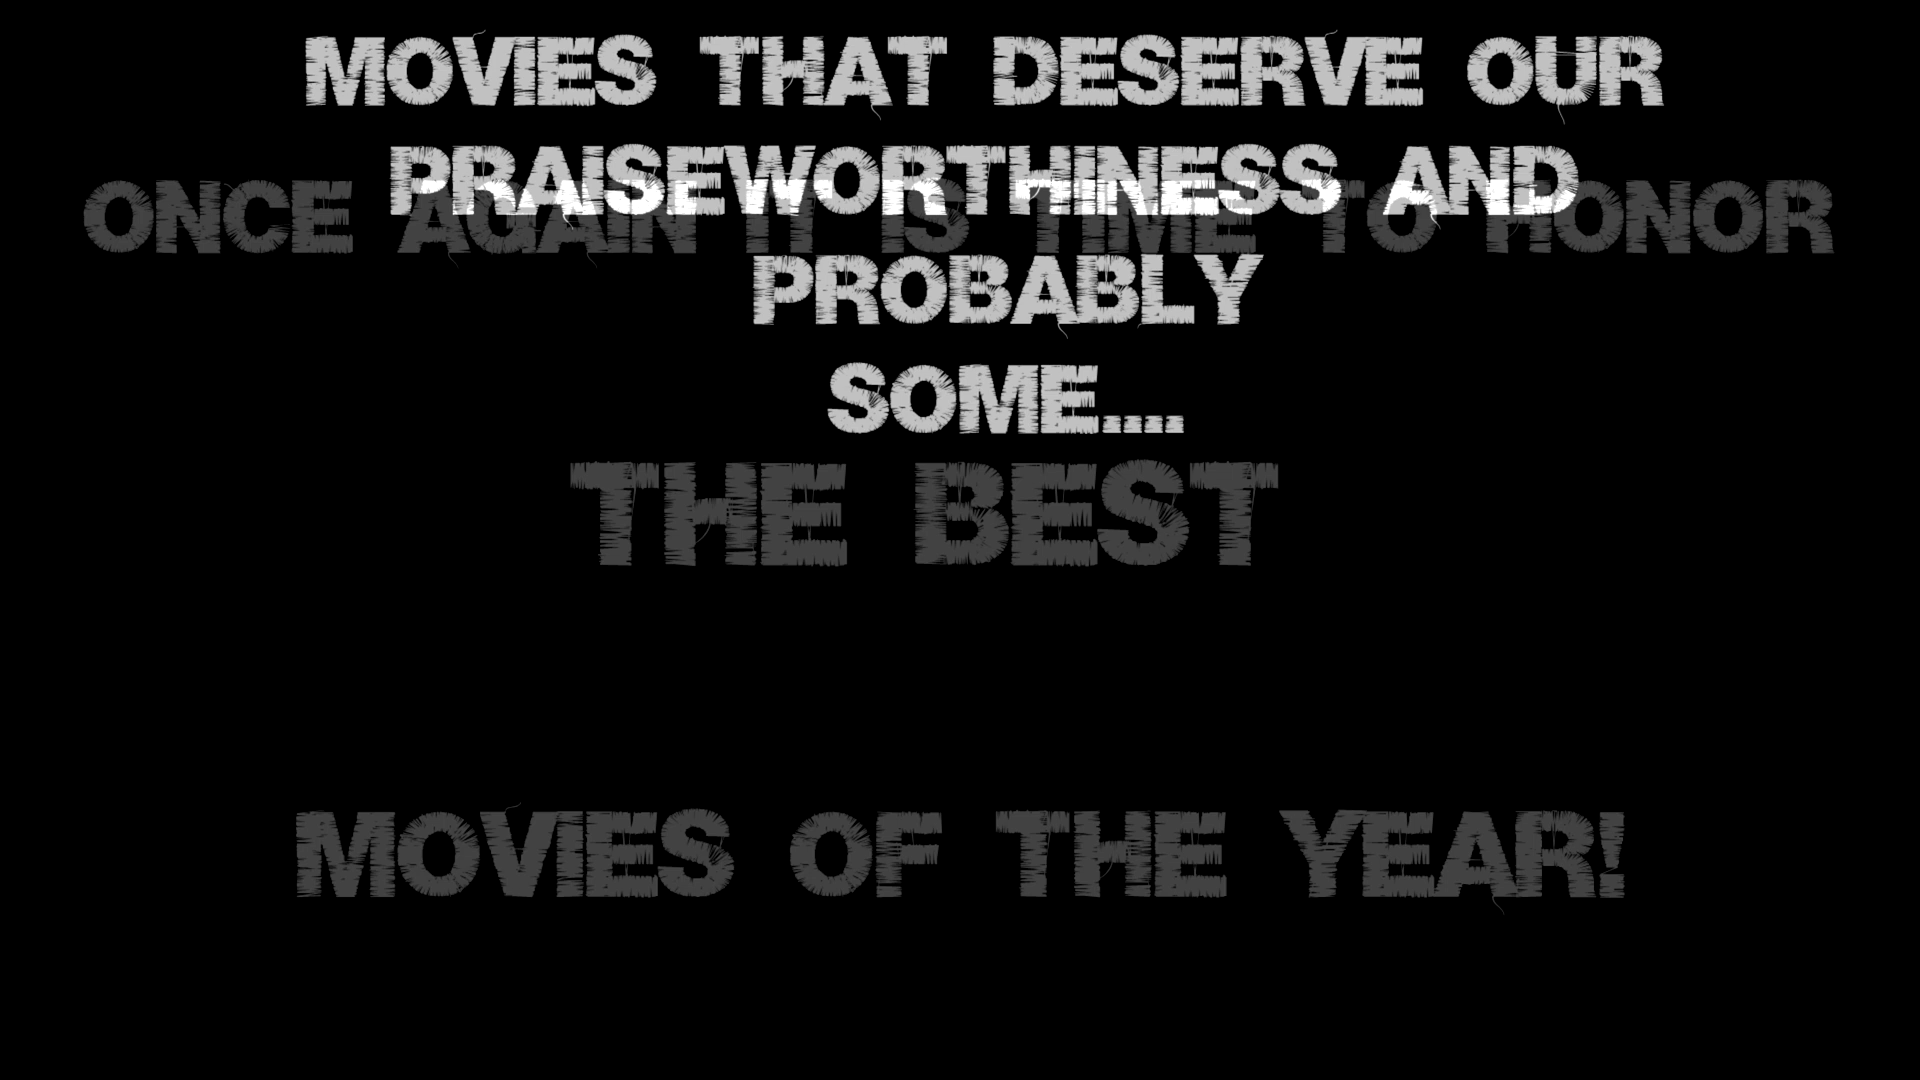 MOVIES THAT DESERVE OUR
PRAISEWORTHINESS AND
ONCE AGAIN IT IS TIME TO HONOR
PROBABLY
SOME....
THE BEST
MOVIES OF THE YEAR!